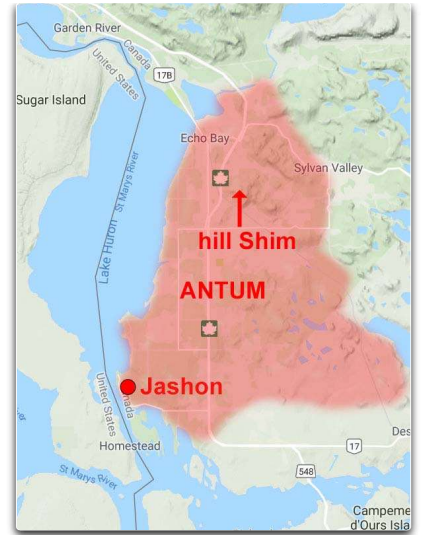 Garden River
Canada
United States
17B
Sugar Island
Echo Bay
St Marys River
Sylvan Valley
Lake Huron
hill Shim
ANTUM
Jashon
United States
Canada
Des
Homestead
17
St Marys River
548
Campeme
d'Ours Isla